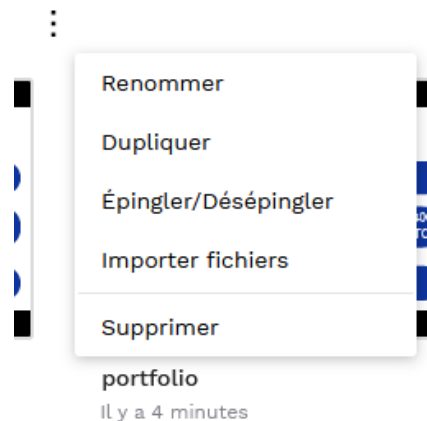 Renommer
Dupliquer
Épingler/Désépingler
Importer fichiers
Supprimer
portfolio
Il y a 4 minutes